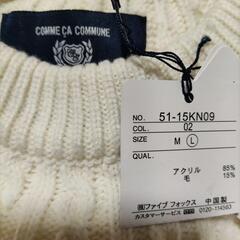 COMME ÇA COMMUNE
NO. 51-15KN09
COL. 02
SIZE M L
QUAL.
アクリル 85%
毛 15%
㈱ファイブ フォックス 中国製
カスタマーサービス 0120-114563